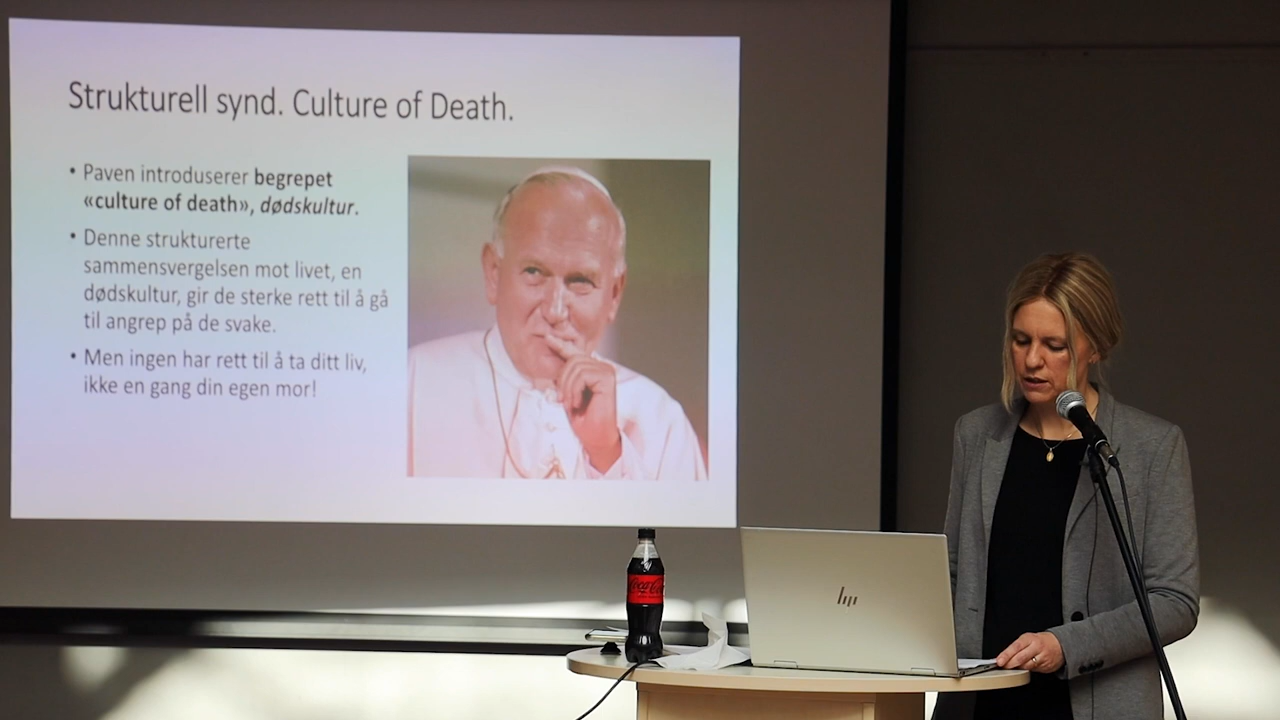 Strukturell synd. Culture of Death.
• Paven introduserer begrepet
«culture of death», dødskultur.
• Denne strukturerte
sammensvergelsen mot livet, en
dødskultur, gir de sterke rett til å gå
til angrep på de svake.
• Men ingen har rett til å ta ditt liv,
ikke en gang din egen mor!
Coca-Cola
hp